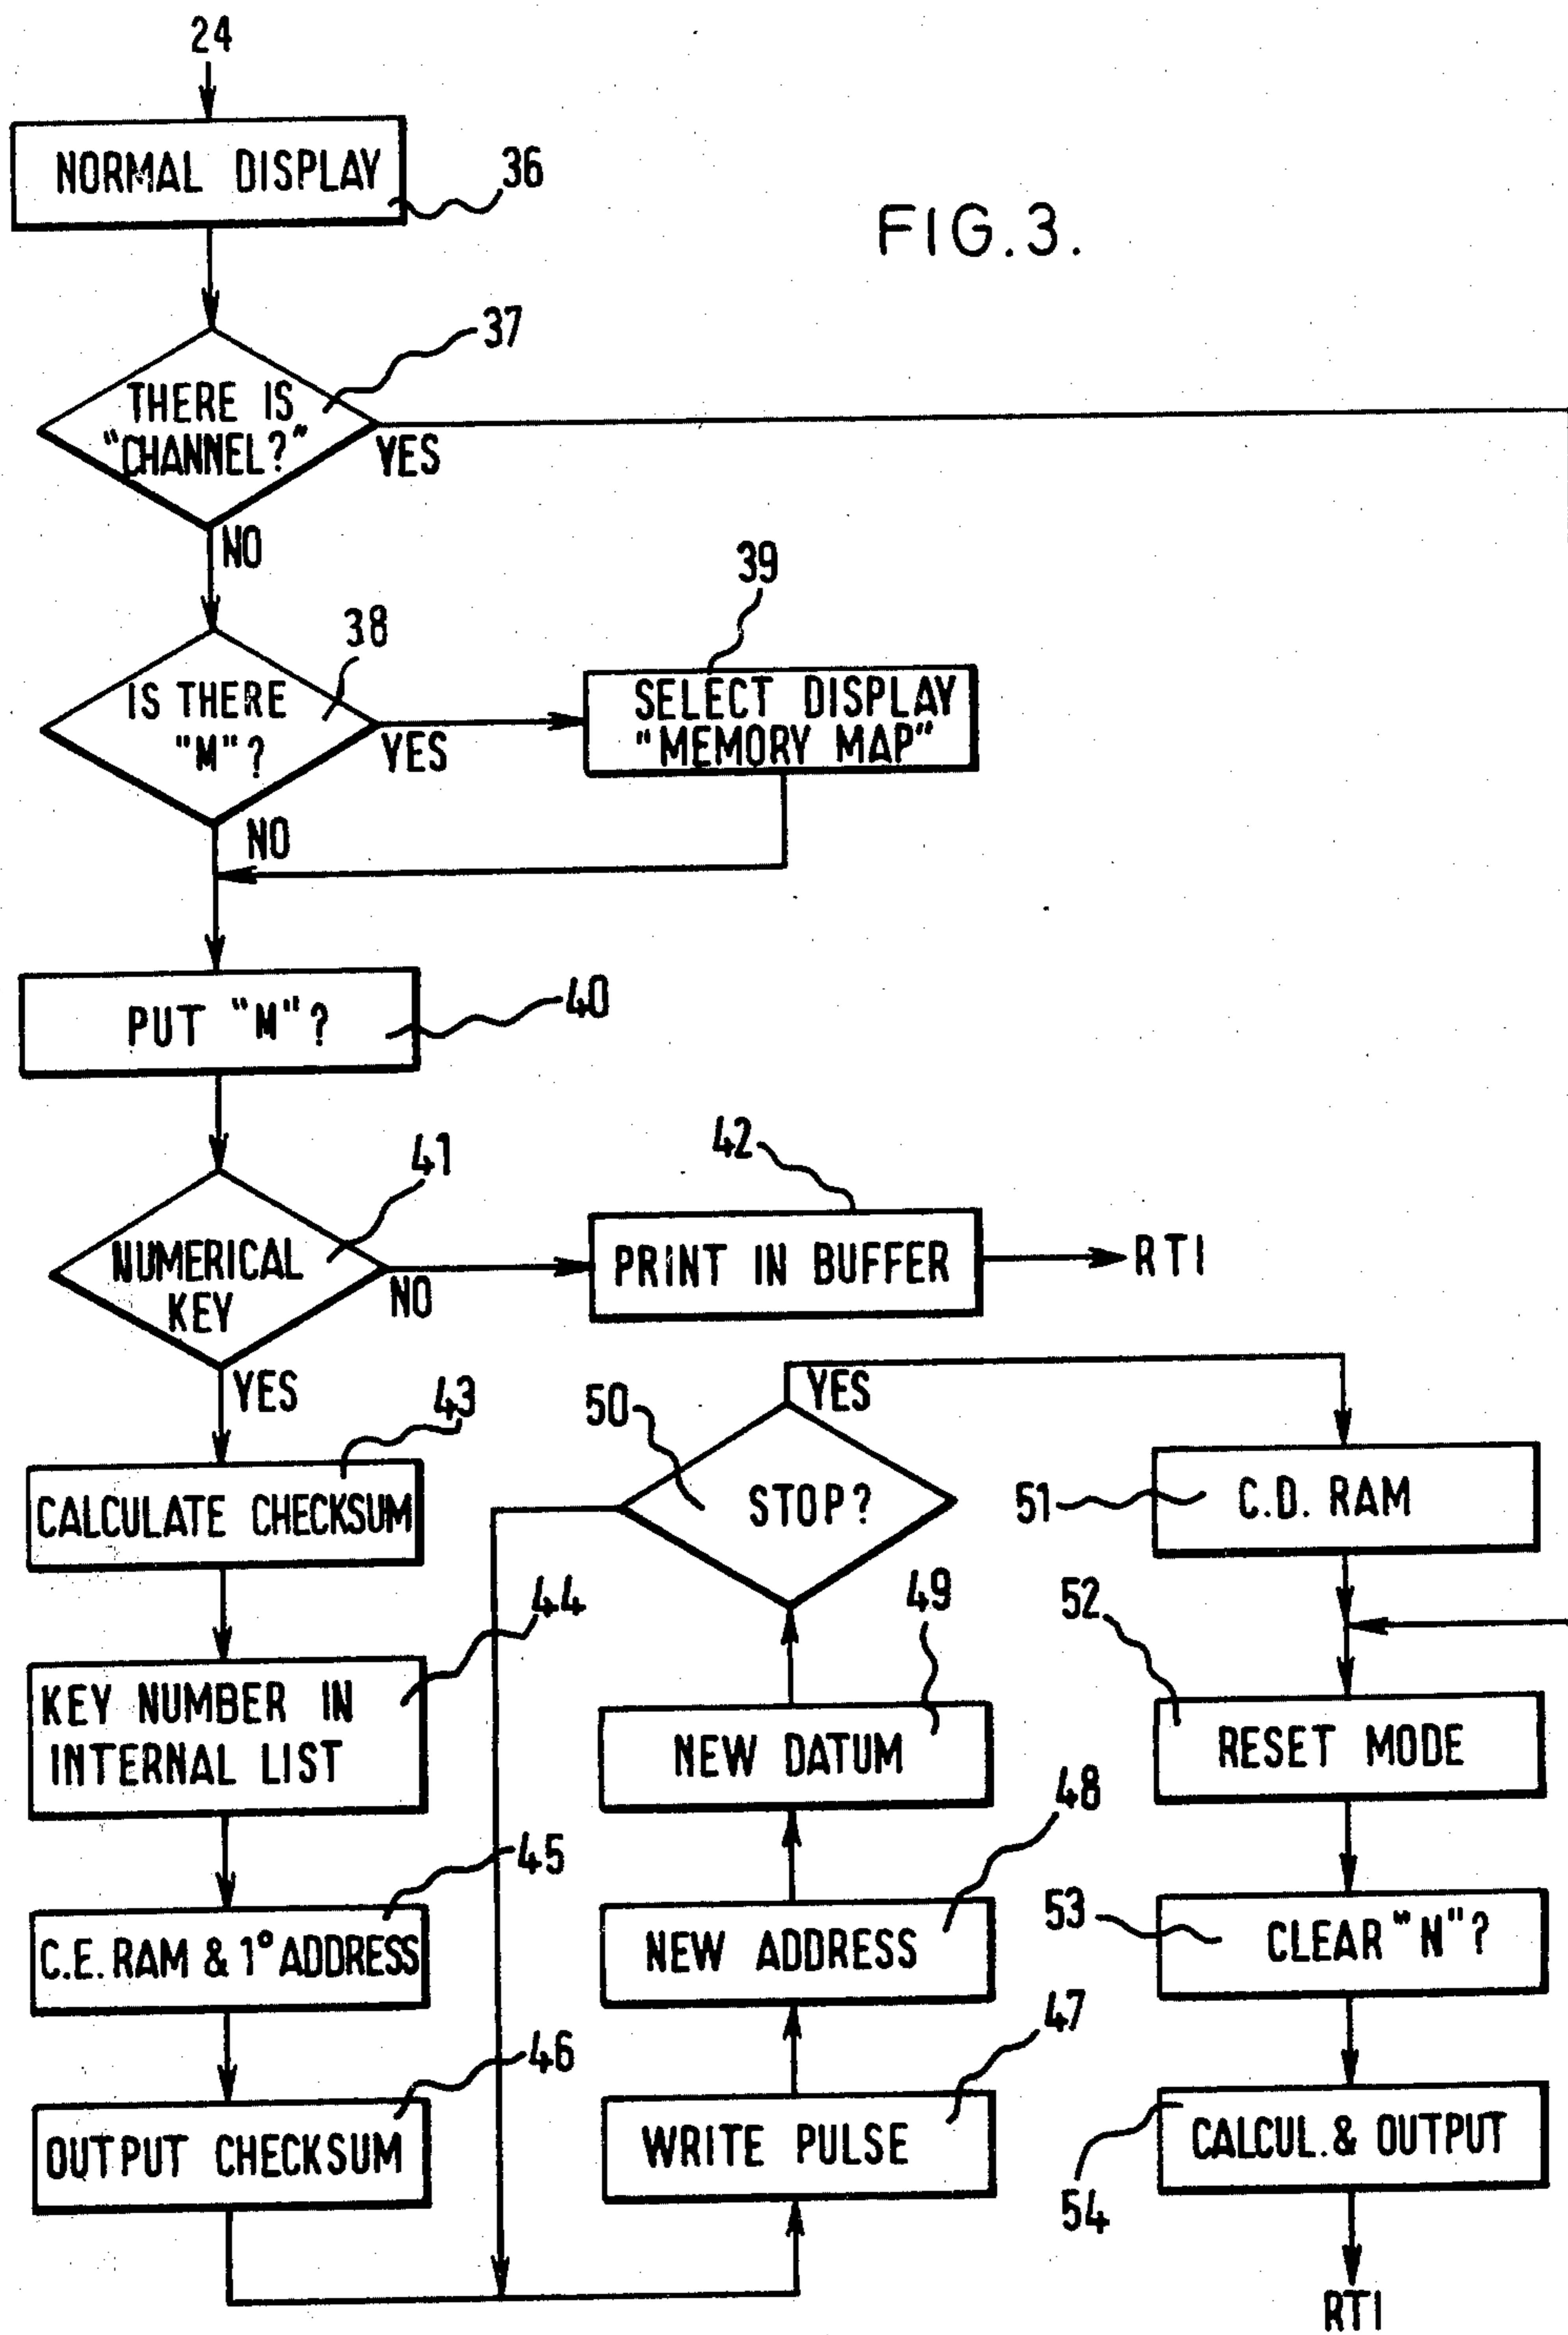 24
NORMAL DISPLAY
36
FIG.3.
37
THERE IS
"CHANNEL?"
YES
NO
39
38
IS THERE
"M"?
YES
SELECT DISPLAY
"MEMORY MAP"
NO
PUT "M"?
40
41
42
NUMERICAL
KEY
NO
PRINT IN BUFFER
RTI
YES
43
50
YES
CALCULATE CHECKSUM
STOP?
51
C.D. RAM
44
49
52
KEY NUMBER IN
INTERNAL LIST
NEW DATUM
RESET MODE
45
48
C.E. RAM & 1° ADDRESS
NEW ADDRESS
53
CLEAR "N"?
46
47
OUTPUT CHECKSUM
WRITE PULSE
CALCUL. & OUTPUT
54
RTI